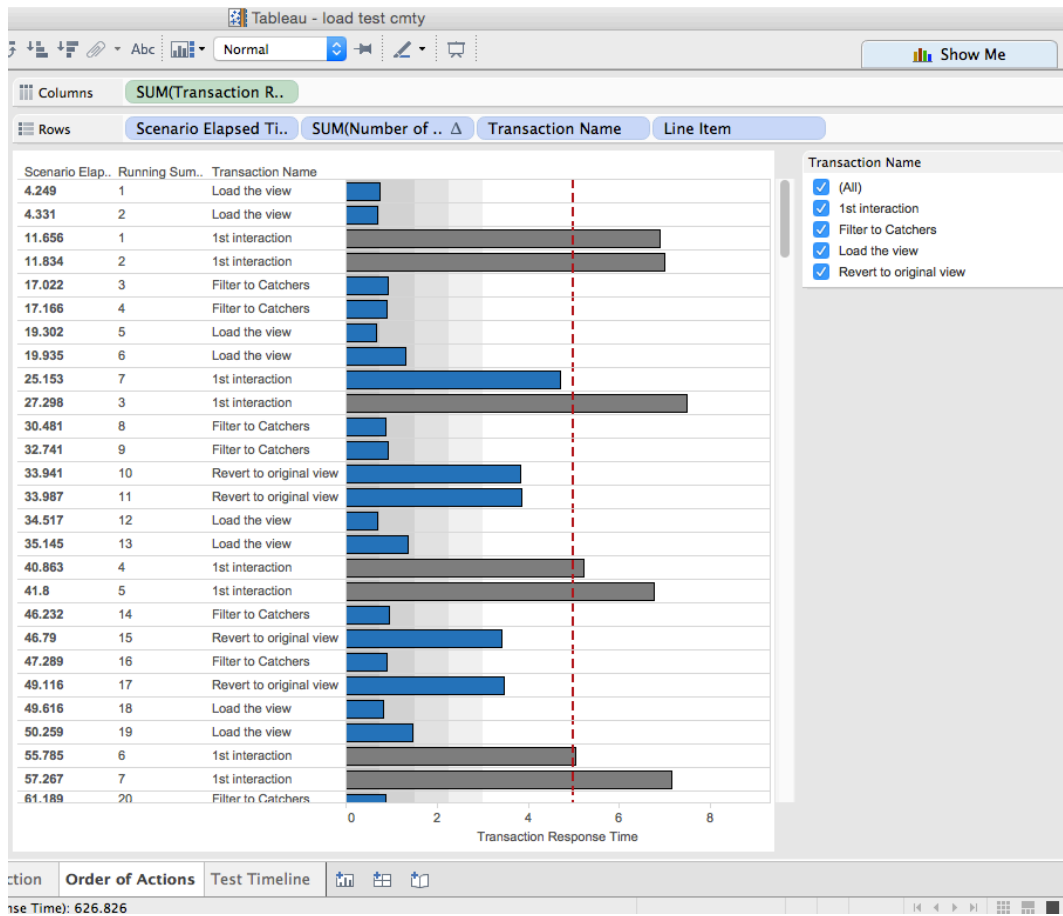 Tableau - load test cmty
Abc Normal Show Me
Columns SUM(Transaction R..
Rows Scenario Elapsed Ti.. SUM(Number of .. Δ Transaction Name Line Item
Scenario Elap.. Running Sum.. Transaction Name
4.249 1 Load the view
4.331 2 Load the view
11.656 1 1st interaction
11.834 2 1st interaction
17.022 3 Filter to Catchers
17.166 4 Filter to Catchers
19.302 5 Load the view
19.935 6 Load the view
25.153 7 1st interaction
27.298 3 1st interaction
30.481 8 Filter to Catchers
32.741 9 Filter to Catchers
33.941 10 Revert to original view
33.987 11 Revert to original view
34.517 12 Load the view
35.145 13 Load the view
40.863 4 1st interaction
41.8 5 1st interaction
46.232 14 Filter to Catchers
46.79 15 Revert to original view
47.289 16 Filter to Catchers
49.116 17 Revert to original view
49.616 18 Load the view
50.259 19 Load the view
55.785 6 1st interaction
57.267 7 1st interaction
61.189 20 Filter to Catchers
0 2 4 6 8
Transaction Response Time
Transaction Name
(All)
1st interaction
Filter to Catchers
Load the view
Revert to original view
ction Order of Actions Test Timeline
nse Time): 626.826